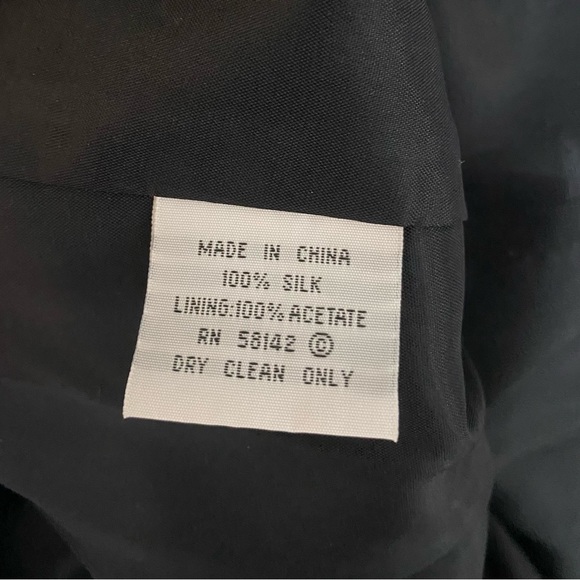 MADE IN CHINA
100% SILK
LINING:100% ACETATE
RN 58142 ©
DRY CLEAN ONLY